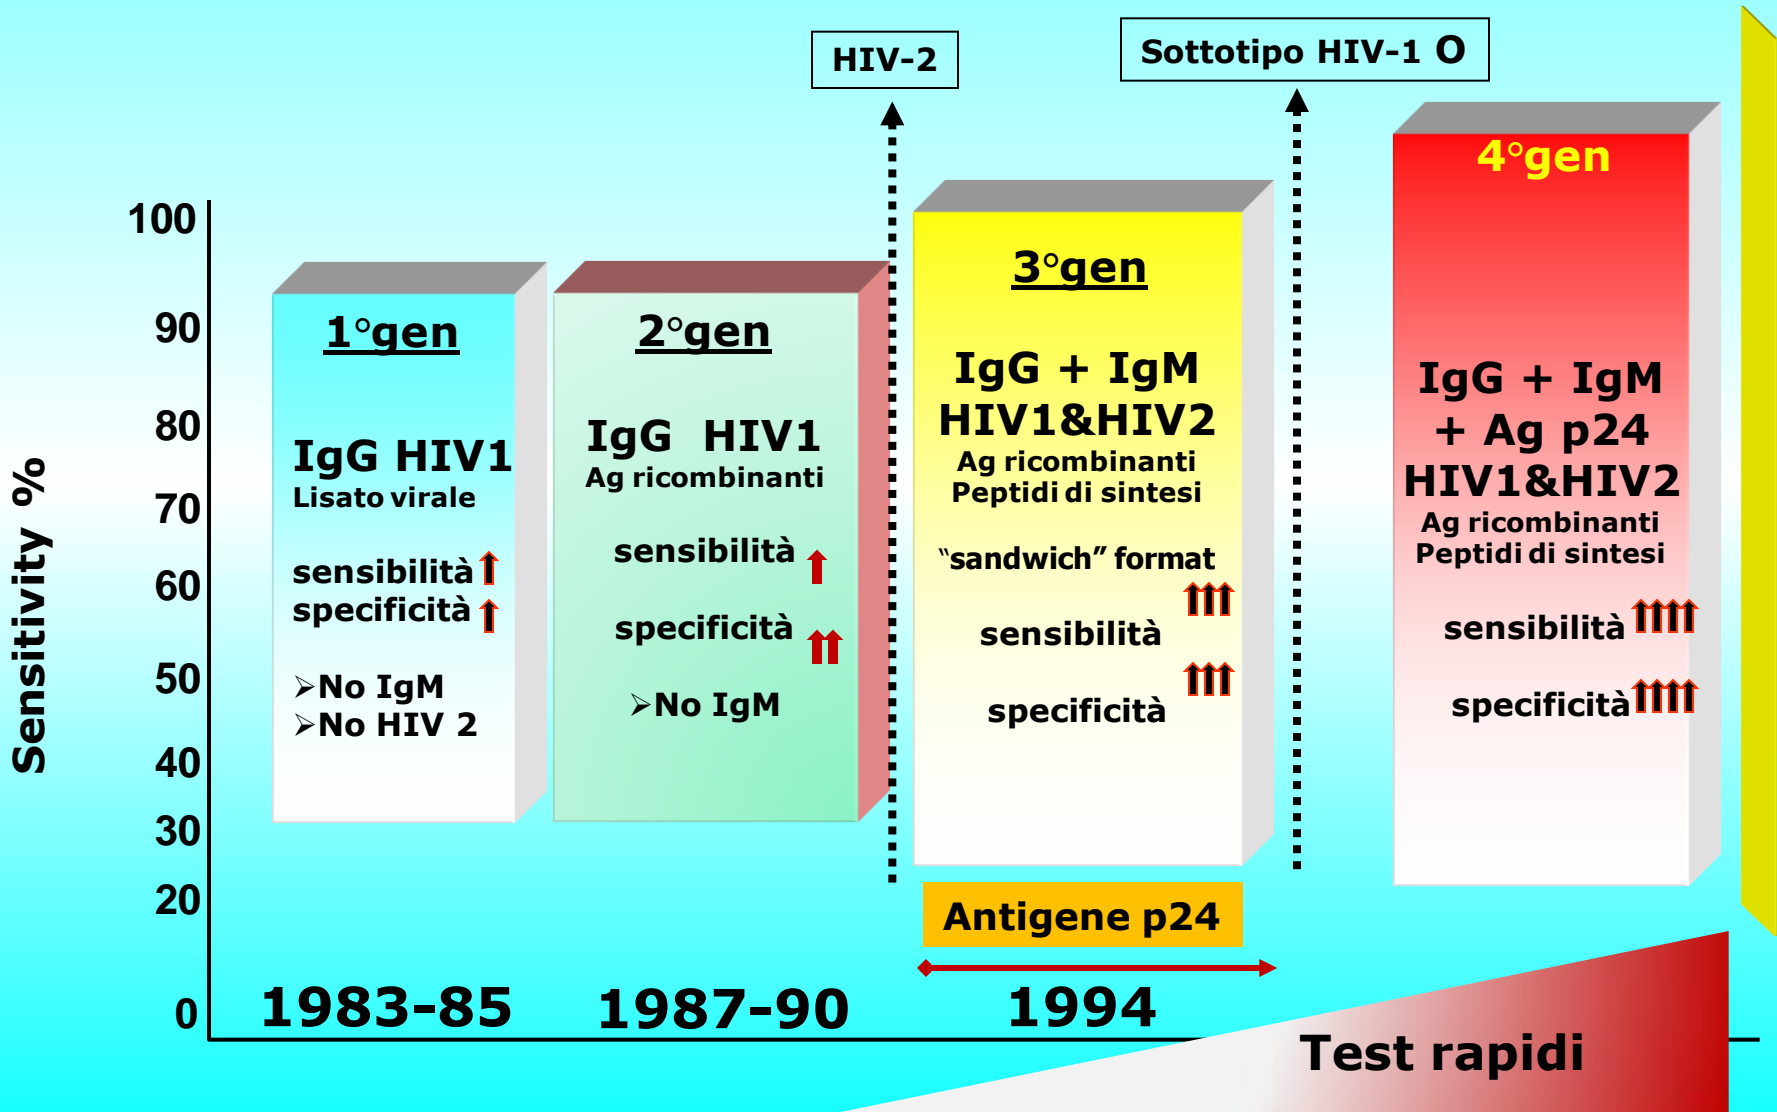 HIV-2
Sottotipo HIV-1 O
Sensitivity %
100
90
80
70
60
50
40
30
20
0
1°gen
IgG HIV1
Lisato virale
sensibilità
specificità
➢No IgM
➢No HIV 2
2°gen
IgG HIV1
Ag ricombinanti
sensibilità
specificità
➢No IgM
3°gen
IgG + IgM
HIV1&HIV2
Ag ricombinanti
Peptidi di sintesi
“sandwich” format
sensibilità
specificità
4°gen
IgG + IgM
+ Ag p24
HIV1&HIV2
Ag ricombinanti
Peptidi di sintesi
sensibilità
specificità
Antigene p24
1983-85
1987-90
1994
Test rapidi